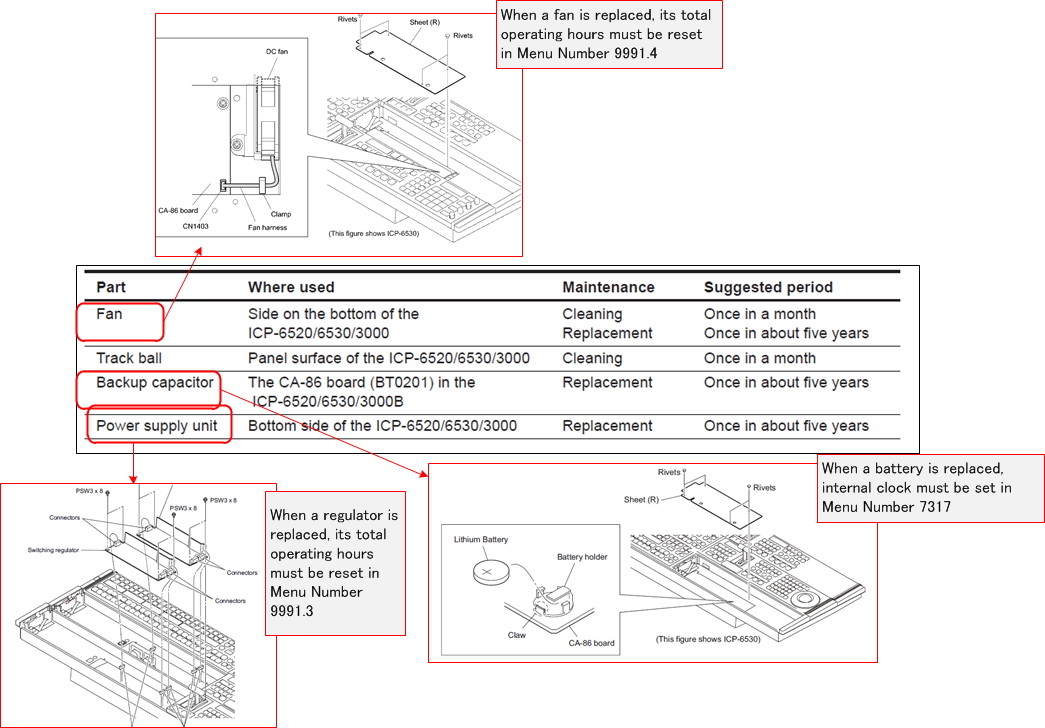 When a fan is replaced, its total
operating hours must be reset
in Menu Number 9991.4
Rivets
Sheet (R)
Rivets
DC fan
CA-86 board
CN1403
Clamp
Fan harness
(This figure shows ICP-6530)
Part Where used Maintenance Suggested period
Fan Side on the bottom of the Cleaning Once in a month
ICP-6520/6530/3000 Replacement Once in about five years
Track ball Panel surface of the ICP-6520/6530/3000 Cleaning Once in a month
Backup capacitor The CA-86 board (BT0201) in the Replacement Once in about five years
ICP-6520/6530/3000B
Power supply unit Bottom side of the ICP-6520/6530/3000 Replacement Once in about five years
PSW3 x 8
PSW3 x 8
PSW3 x 8
Connectors
Switching regulator
Connectors
Connectors
When a regulator is
replaced, its total
operating hours
must be reset in
Menu Number
9991.3
When a battery is replaced,
internal clock must be set in
Menu Number 7317
Rivets
Rivets
Sheet (R)
Lithium Battery
Battery holder
Claw
CA-86 board
(This figure shows ICP-6530)